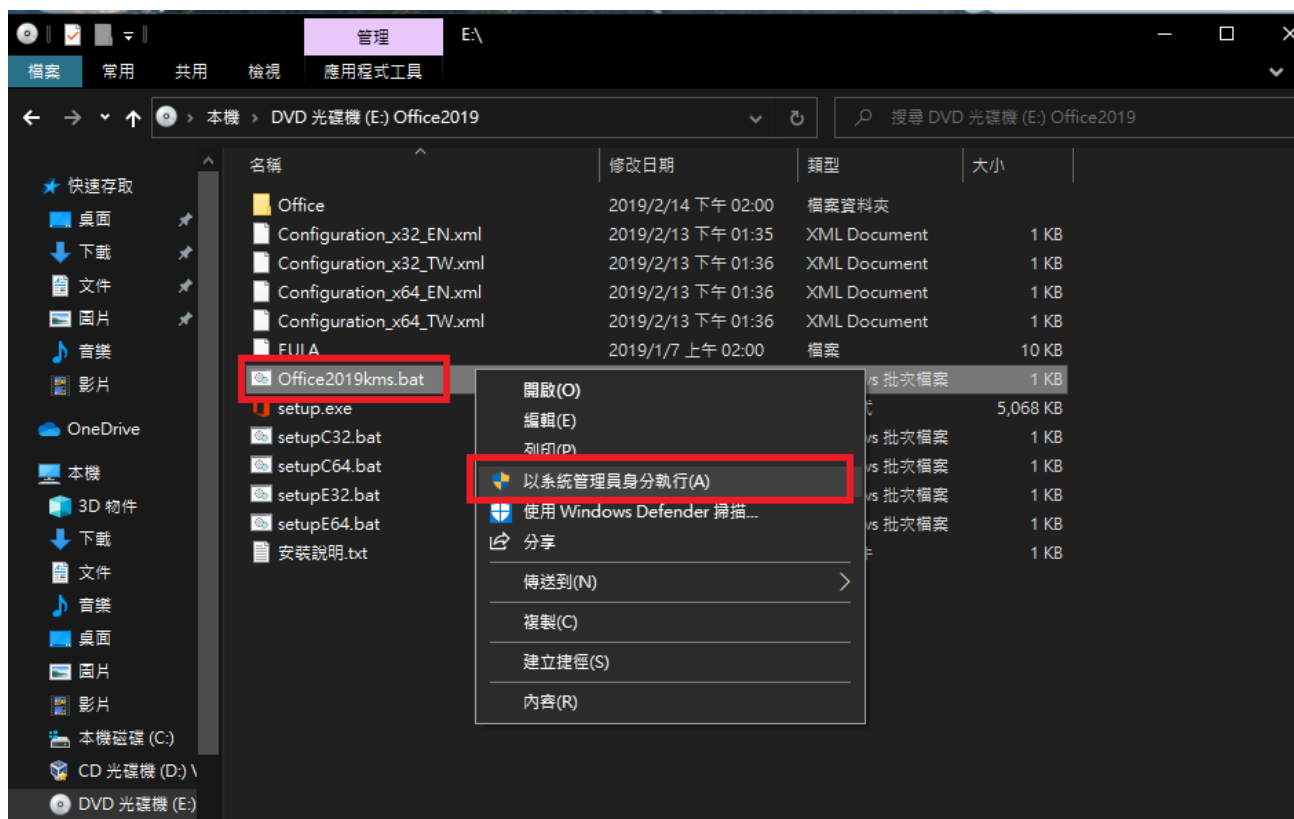 管理 E:\
檔案 常用 共用 檢視 應用程式工具
本機 › DVD 光碟機 (E:) Office2019 搜尋 DVD 光碟機 (E:) Office2019
名稱 修改日期 類型 大小
快速存取
桌面
下載
文件
圖片
音樂
影片
OneDrive
本機
3D 物件
下載
文件
音樂
桌面
圖片
影片
本機磁碟 (C:)
CD 光碟機 (D:) \
DVD 光碟機 (E:)
Office 2019/2/14 下午 02:00 檔案資料夾
Configuration_x32_EN.xml 2019/2/13 下午 01:35 XML Document 1 KB
Configuration_x32_TW.xml 2019/2/13 下午 01:36 XML Document 1 KB
Configuration_x64_EN.xml 2019/2/13 下午 01:36 XML Document 1 KB
Configuration_x64_TW.xml 2019/2/13 下午 01:36 XML Document 1 KB
EULA 2019/1/7 上午 02:00 檔案 10 KB
Office2019kms.bat vs 批次檔案 1 KB
setup.exe 5,068 KB
setupC32.bat vs 批次檔案 1 KB
setupC64.bat vs 批次檔案 1 KB
setupE32.bat vs 批次檔案 1 KB
setupE64.bat vs 批次檔案 1 KB
安裝說明.txt 1 KB
開啟(O)
編輯(E)
列印(P)
以系統管理員身分執行(A)
使用 Windows Defender 掃描...
分享
傳送到(N)
複製(C)
建立捷徑(S)
內容(R)